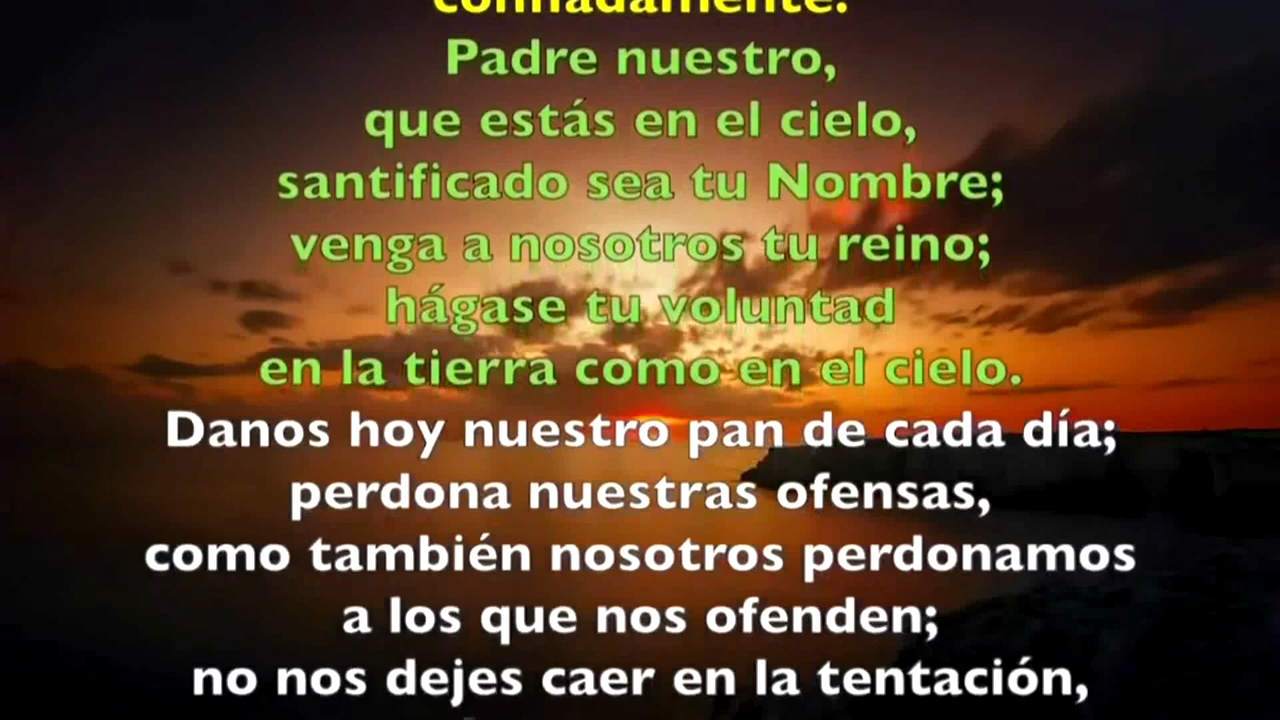 confiadamente:
Padre nuestro,
que estás en el cielo,
santificado sea tu Nombre;
venga a nosotros tu reino;
hágase tu voluntad
en la tierra como en el cielo.
Danos hoy nuestro pan de cada día;
perdona nuestras ofensas,
como también nosotros perdonamos
a los que nos ofenden;
no nos dejes caer en la tentación,